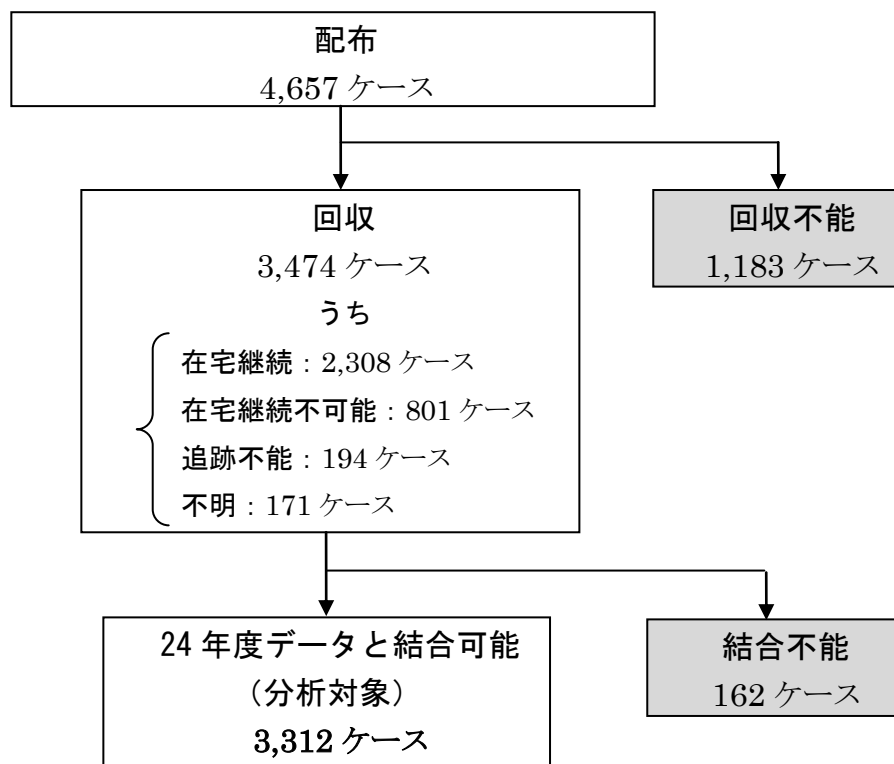 配布
4,657 ケース
回収
3,474 ケース
うち
在宅継続：2,308 ケース
在宅継続不可能：801 ケース
追跡不能：194 ケース
不明：171 ケース
回収不能
1,183 ケース
24 年度データと結合可能
（分析対象）
3,312 ケース
結合不能
162 ケース